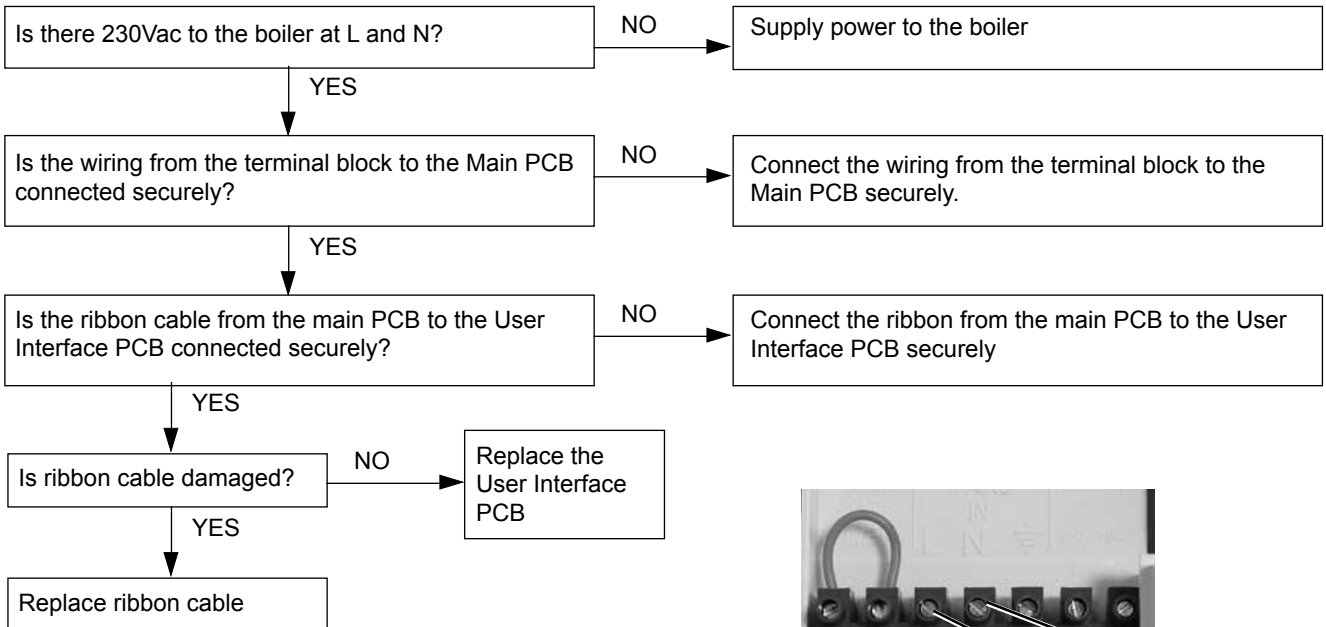 Is there 230Vac to the boiler at L and N?
NO
Supply power to the boiler
YES
Is the wiring from the terminal block to the Main PCB
connected securely?
NO
Connect the wiring from the terminal block to the
Main PCB securely.
YES
Is the ribbon cable from the main PCB to the User
Interface PCB connected securely?
NO
Connect the ribbon from the main PCB to the User
Interface PCB securely
YES
Is ribbon cable damaged?
NO
Replace the
User Interface
PCB
YES
Replace ribbon cable
IN
L N